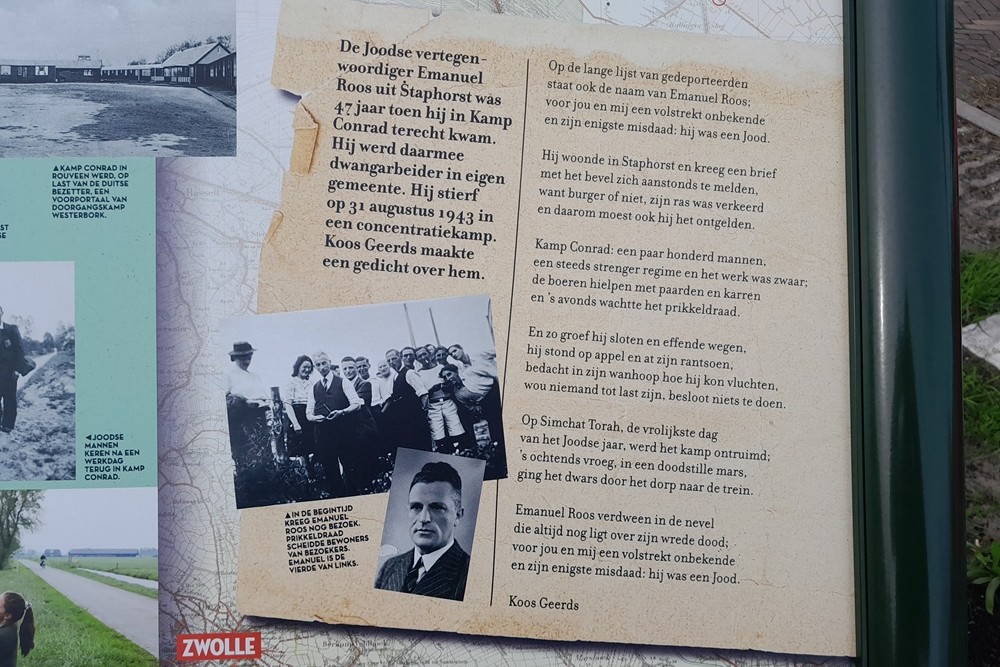 ▲KAMP CONRAD IN
ROUVEEN WERD, OP
LAST VAN DE DUITSE
BEZETTER, EEN
VOORPORTAAL VAN
DOORGANGSKAMP
WESTERBORK.
◄JOODSE
MANNEN
KEREN NA EEN
WERKDAG
TERUG IN KAMP
CONRAD.
De Joodse vertegen-
woordiger Emanuel
Roos uit Staphorst was
47 jaar toen hij in Kamp
Conrad terecht kwam.
Hij werd daarmee
dwangarbeider in eigen
gemeente. Hij stierf
op 31 augustus 1943 in
een concentratiekamp.
Koos Geerds maakte
een gedicht over hem.
▲IN DE BEGINTIJD
KREEG EMANUEL
ROOS NOG BEZOEK.
PRIKKELDRAAD
SCHEIDDE BEWONERS
VAN BEZOEKERS.
EMANUEL IS DE
VIERDE VAN LINKS.
Op de lange lijst van gedeporteerden
staat ook de naam van Emanuel Roos;
voor jou en mij een volstrekt onbekende
en zijn enigste misdaad: hij was een Jood.
Hij woonde in Staphorst en kreeg een brief
met het bevel zich aanstonds te melden,
want burger of niet, zijn ras was verkeerd
en daarom moest ook hij het ontgelden.
Kamp Conrad: een paar honderd mannen,
een steeds strenger regime en het werk was zwaar;
de boeren hielpen met paarden en karren
en 's avonds wachtte het prikkeldraad.
En zo groef hij sloten en effende wegen,
hij stond op appel en at zijn rantsoen,
bedacht in zijn wanhoop hoe hij kon vluchten,
wou niemand tot last zijn, besloot niets te doen.
Op Simchat Torah, de vrolijkste dag
van het Joodse jaar, werd het kamp ontruimd;
's ochtends vroeg, in een doodstille mars,
ging het dwars door het dorp naar de trein.
Emanuel Roos verdween in de nevel
die altijd nog ligt over zijn wrede dood;
voor jou en mij een volstrekt onbekende
en zijn enigste misdaad: hij was een Jood.
Koos Geerds
ZWOLLE